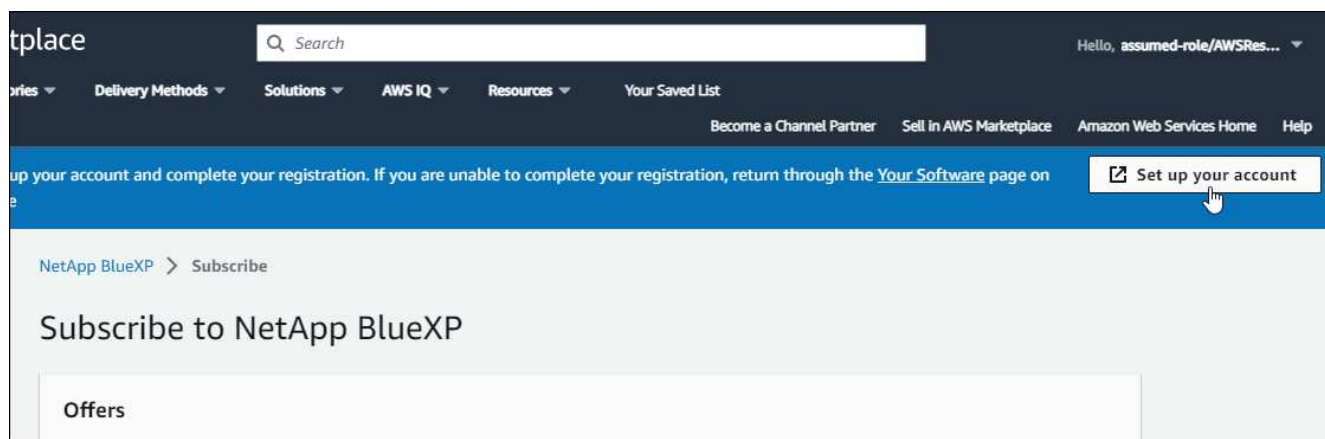 tplace Search Hello, assumed-role/AWSRes...
ories Delivery Methods Solutions AWS IQ Resources Your Saved List
Become a Channel Partner Sell in AWS Marketplace Amazon Web Services Home Help
up your account and complete your registration. If you are unable to complete your registration, return through the Your Software page on Set up your account
e
NetApp BlueXP > Subscribe
Subscribe to NetApp BlueXP
Offers